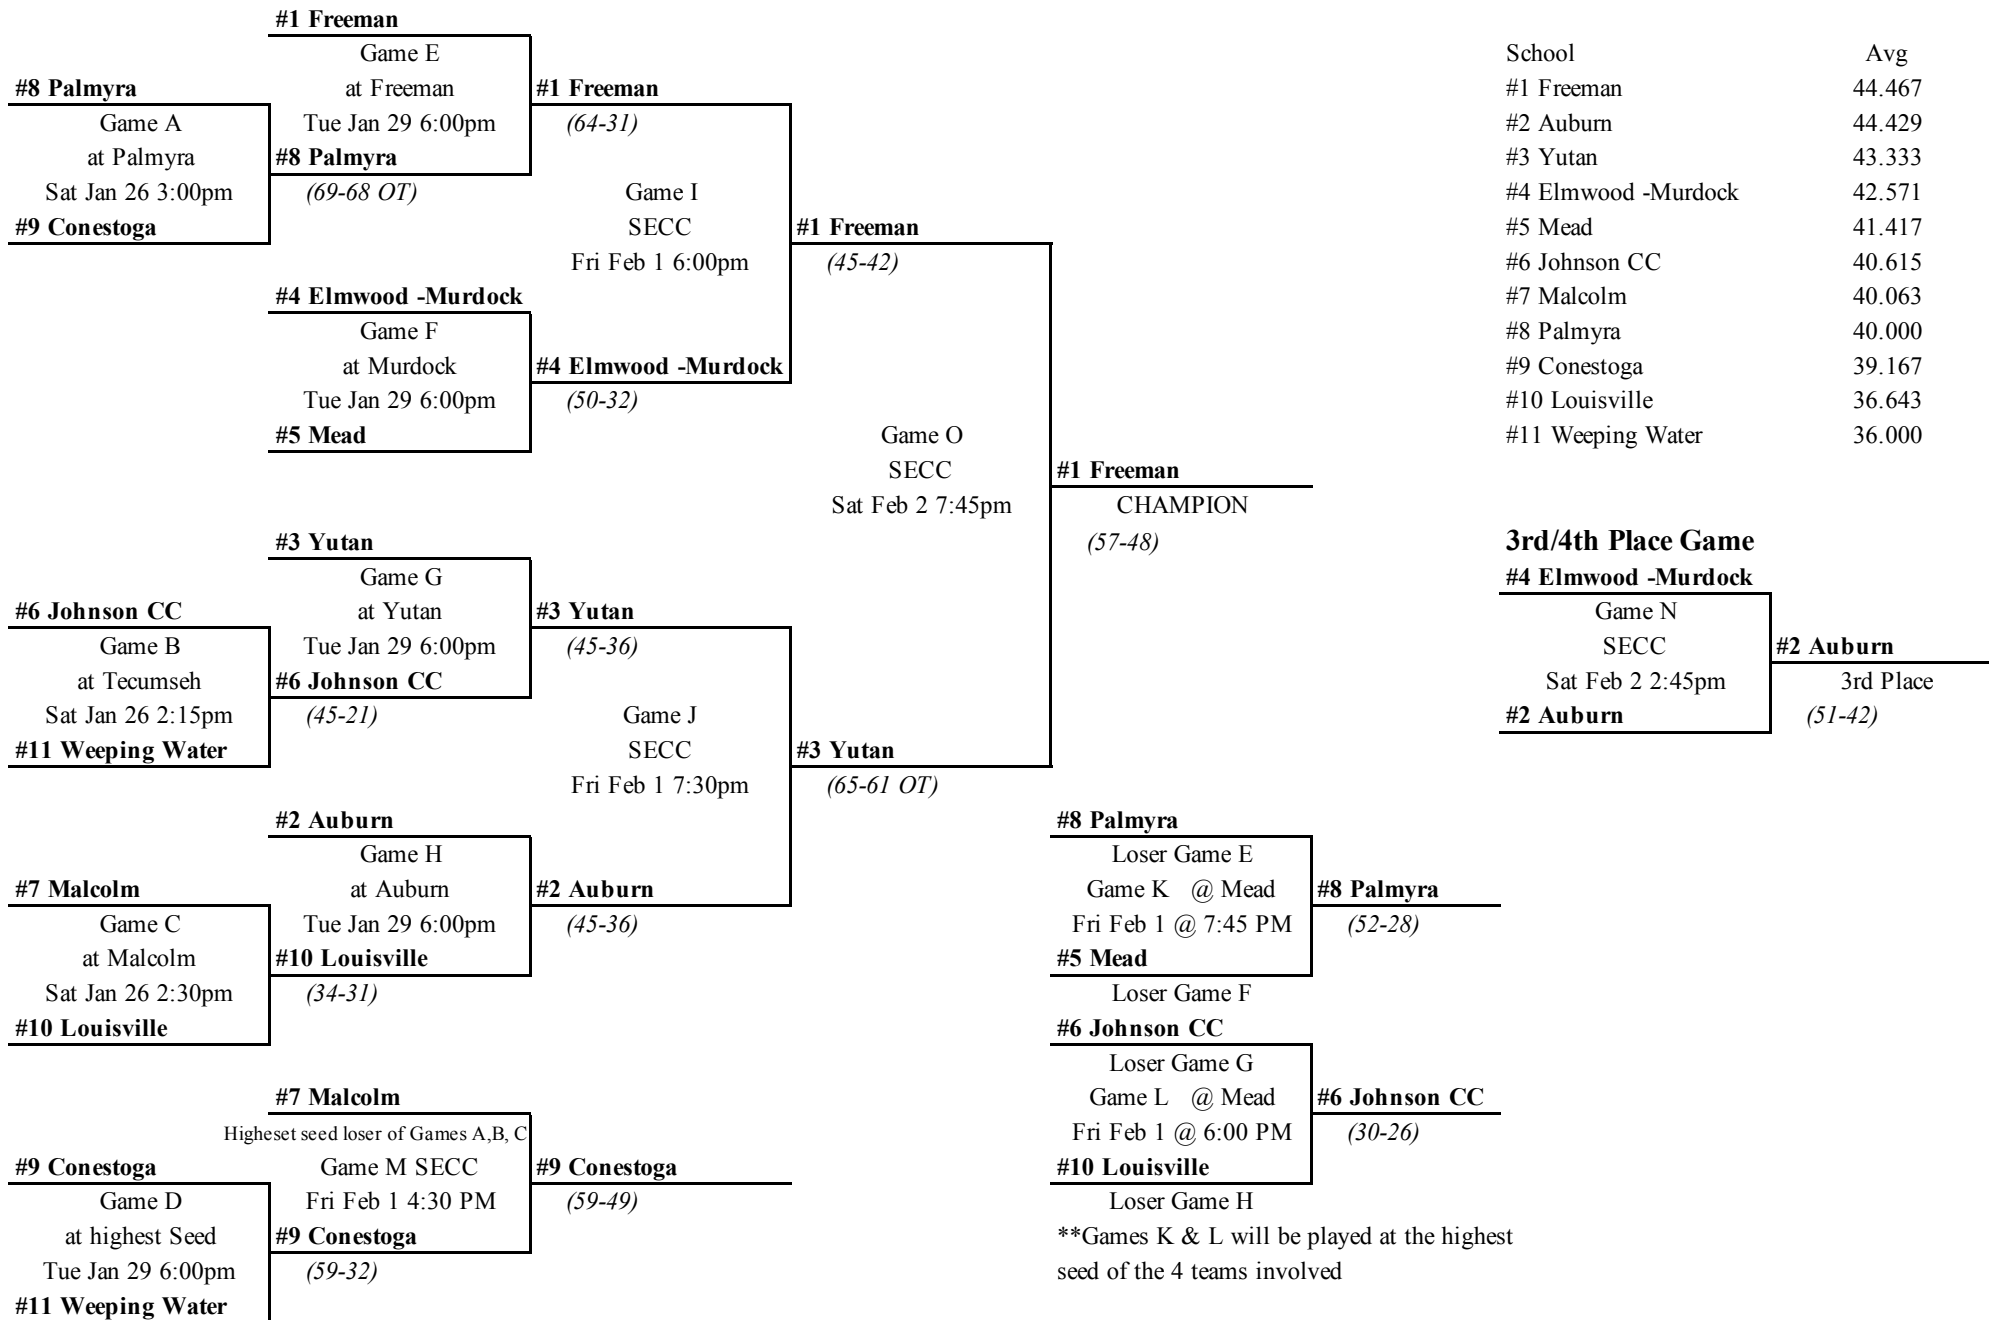 #1 Freeman
Game E
at Freeman
Tue Jan 29 6:00pm
#8 Palmyra
(69-68 OT)
#8 Palmyra
Game A
at Palmyra
Sat Jan 26 3:00pm
#9 Conestoga
#1 Freeman
(64-31)
Game I
SECC
Fri Feb 1 6:00pm
#4 Elmwood -Murdock
Game F
at Murdock
Tue Jan 29 6:00pm
#5 Mead
#4 Elmwood -Murdock
(50-32)
#1 Freeman
(45-42)
Game O
SECC
Sat Feb 2 7:45pm
#1 Freeman
CHAMPION
(57-48)
#3 Yutan
Game G
at Yutan
Tue Jan 29 6:00pm
#6 Johnson CC
(45-21)
#6 Johnson CC
Game B
at Tecumseh
Sat Jan 26 2:15pm
#11 Weeping Water
#3 Yutan
(45-36)
Game J
SECC
Fri Feb 1 7:30pm
#3 Yutan
(65-61 OT)
#2 Auburn
Game H
at Auburn
Tue Jan 29 6:00pm
#10 Louisville
(34-31)
#7 Malcolm
Game C
at Malcolm
Sat Jan 26 2:30pm
#10 Louisville
#2 Auburn
(45-36)
#7 Malcolm
Higheset seed loser of Games A,B, C
Game M SECC
Fri Feb 1 4:30 PM
#9 Conestoga
(59-32)
#9 Conestoga
Game D
at highest Seed
Tue Jan 29 6:00pm
#11 Weeping Water
#9 Conestoga
(59-49)
School Avg
#1 Freeman 44.467
#2 Auburn 44.429
#3 Yutan 43.333
#4 Elmwood -Murdock 42.571
#5 Mead 41.417
#6 Johnson CC 40.615
#7 Malcolm 40.063
#8 Palmyra 40.000
#9 Conestoga 39.167
#10 Louisville 36.643
#11 Weeping Water 36.000
3rd/4th Place Game
#4 Elmwood -Murdock
Game N
SECC
Sat Feb 2 2:45pm
#2 Auburn
#2 Auburn
3rd Place
(51-42)
#8 Palmyra
Loser Game E
Game K @ Mead
Fri Feb 1 @ 7:45 PM
#5 Mead
Loser Game F
#8 Palmyra
(52-28)
#6 Johnson CC
Loser Game G
Game L @ Mead
Fri Feb 1 @ 6:00 PM
#10 Louisville
Loser Game H
#6 Johnson CC
(30-26)
**Games K & L will be played at the highest
seed of the 4 teams involved